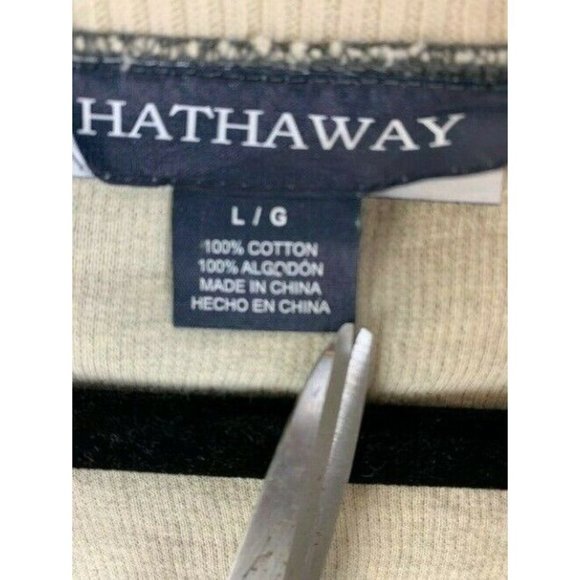 HATHAWAY
L / G
100% COTTON
100% ALGODÓN
MADE IN CHINA
HECHO EN CHINA